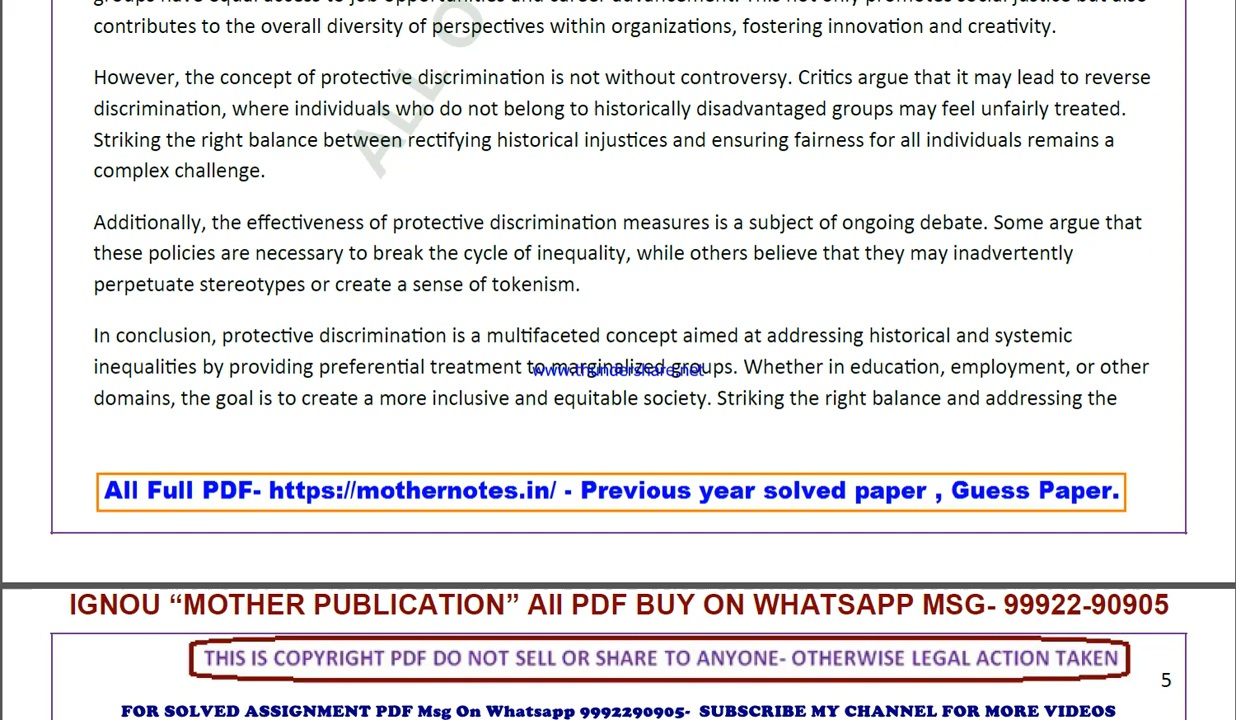 contributes to the overall diversity of perspectives within organizations, fostering innovation and creativity.
However, the concept of protective discrimination is not without controversy. Critics argue that it may lead to reverse
discrimination, where individuals who do not belong to historically disadvantaged groups may feel unfairly treated.
Striking the right balance between rectifying historical injustices and ensuring fairness for all individuals remains a
complex challenge.
Additionally, the effectiveness of protective discrimination measures is a subject of ongoing debate. Some argue that
these policies are necessary to break the cycle of inequality, while others believe that they may inadvertently
perpetuate stereotypes or create a sense of tokenism.
In conclusion, protective discrimination is a multifaceted concept aimed at addressing historical and systemic
inequalities by providing preferential treatment to marginalized groups. Whether in education, employment, or other
www.thundershare.net
domains, the goal is to create a more inclusive and equitable society. Striking the right balance and addressing the
ALL O
All Full PDF- https://mothernotes.in/ - Previous year solved paper , Guess Paper.
IGNOU “MOTHER PUBLICATION” All PDF BUY ON WHATSAPP MSG- 99922-90905
THIS IS COPYRIGHT PDF DO NOT SELL OR SHARE TO ANYONE- OTHERWISE LEGAL ACTION TAKEN
5
FOR SOLVED ASSIGNMENT PDF Msg On Whatsapp 9992290905- SUBSCRIBE MY CHANNEL FOR MORE VIDEOS